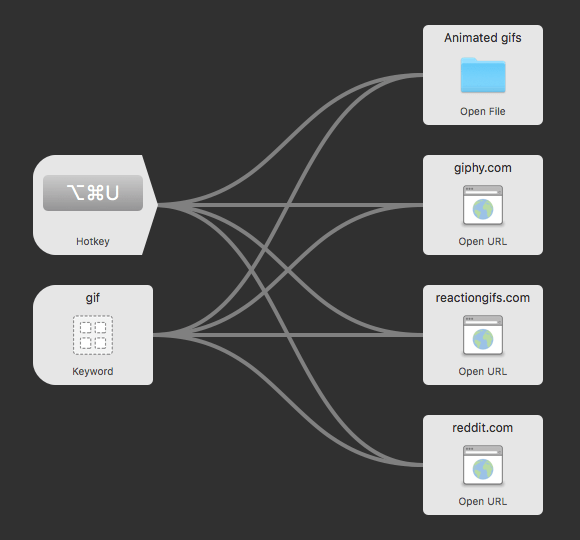 Animated gifs
Open File
⌥⌘U
Hotkey
giphy.com
Open URL
gif
Keyword
reactiongifs.com
Open URL
reddit.com
Open URL